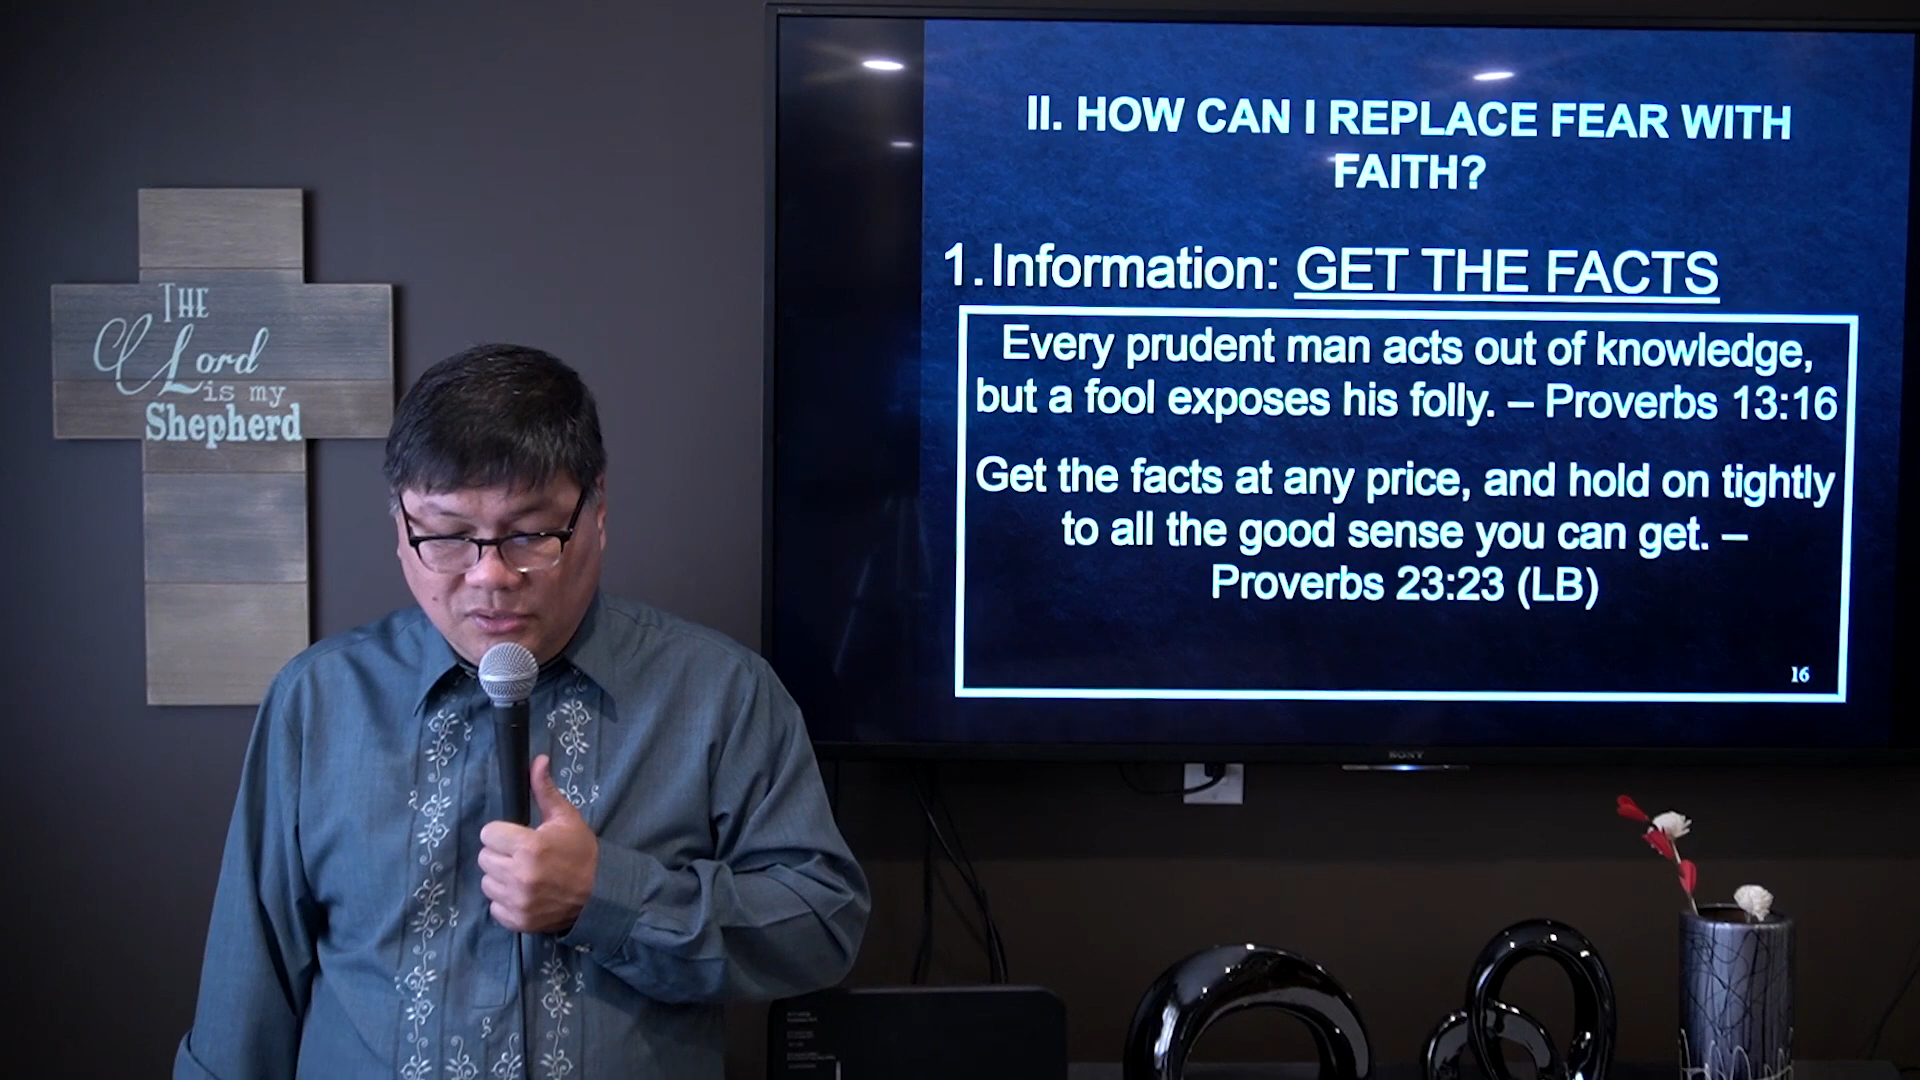 THE
Lord
is my
Shepherd
II. HOW CAN I REPLACE FEAR WITH
FAITH?
1. Information: GET THE FACTS
Every prudent man acts out of knowledge,
but a fool exposes his folly. – Proverbs 13:16
Get the facts at any price, and hold on tightly
to all the good sense you can get. –
Proverbs 23:23 (LB)
16
SONY